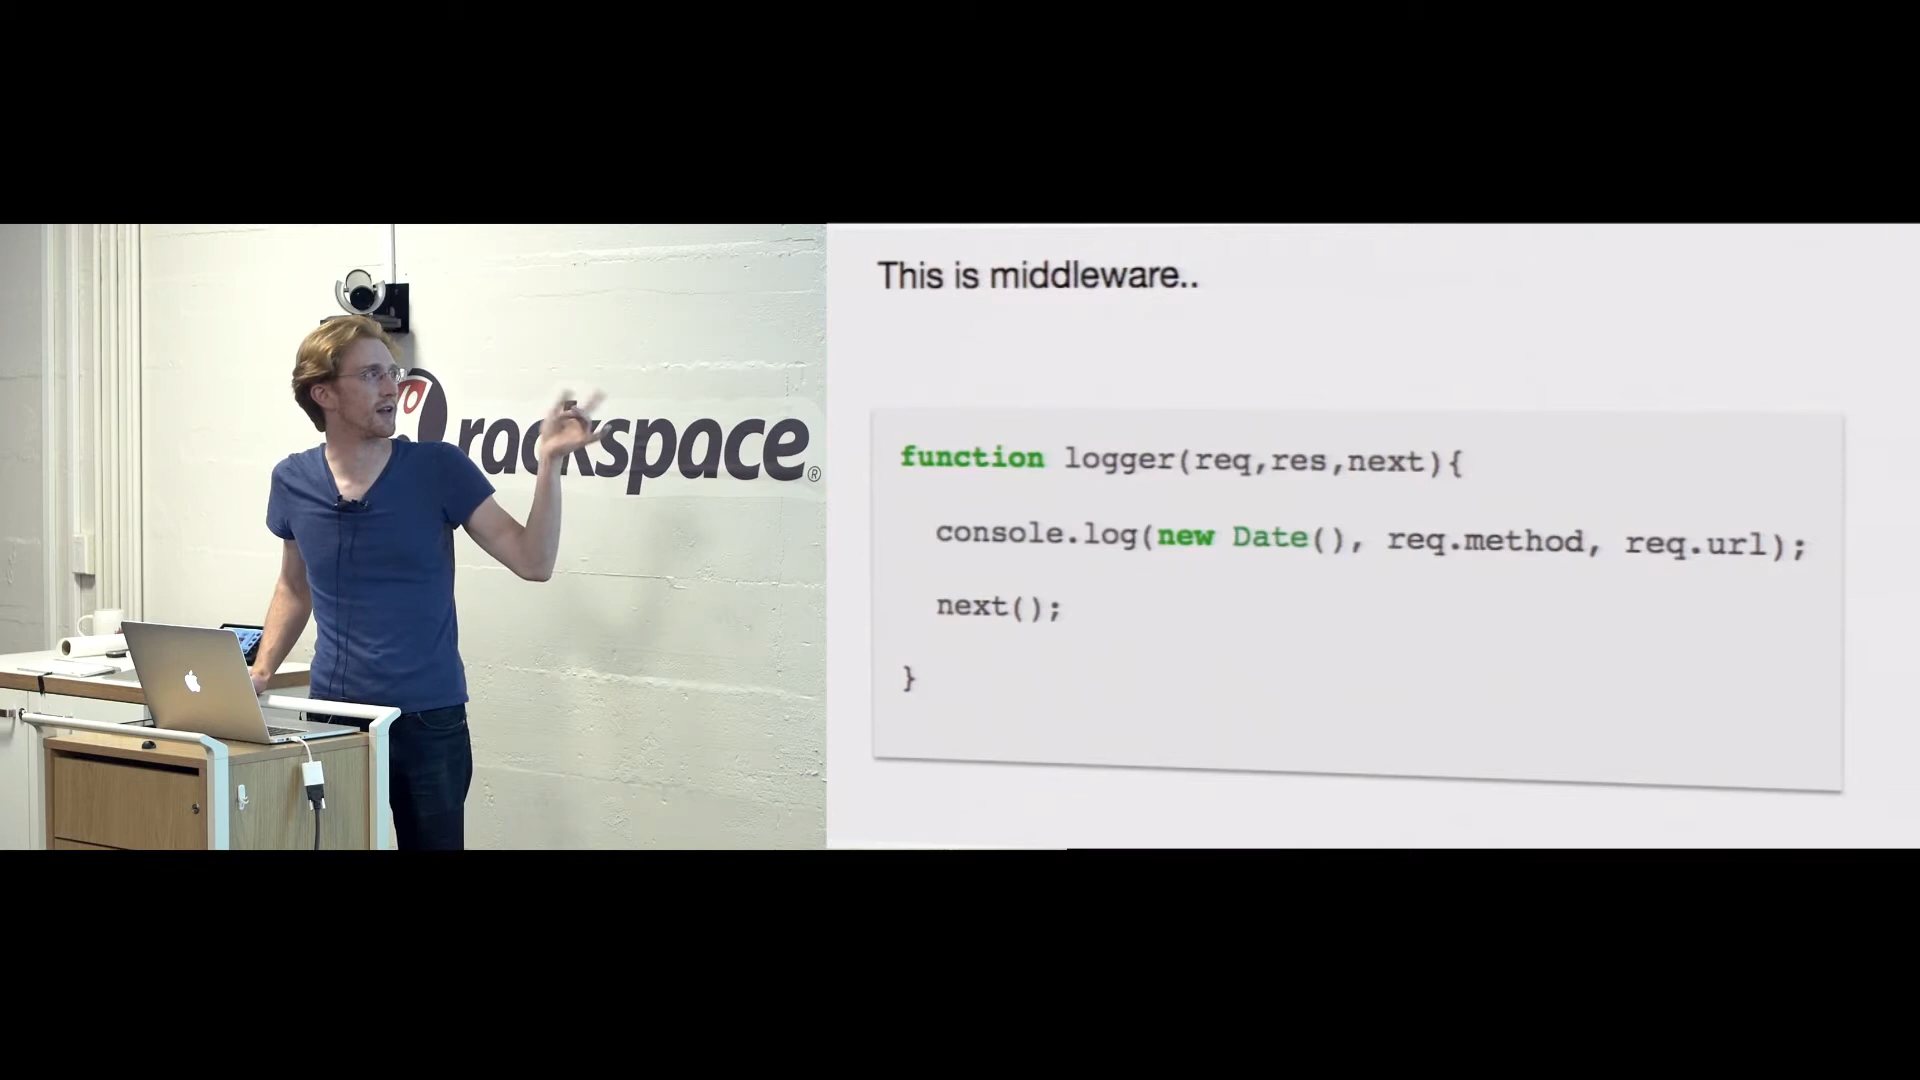 rackspace®
This is middleware..
function logger(req,res,next){
console.log(new Date(), req.method, req.url);
next();
}